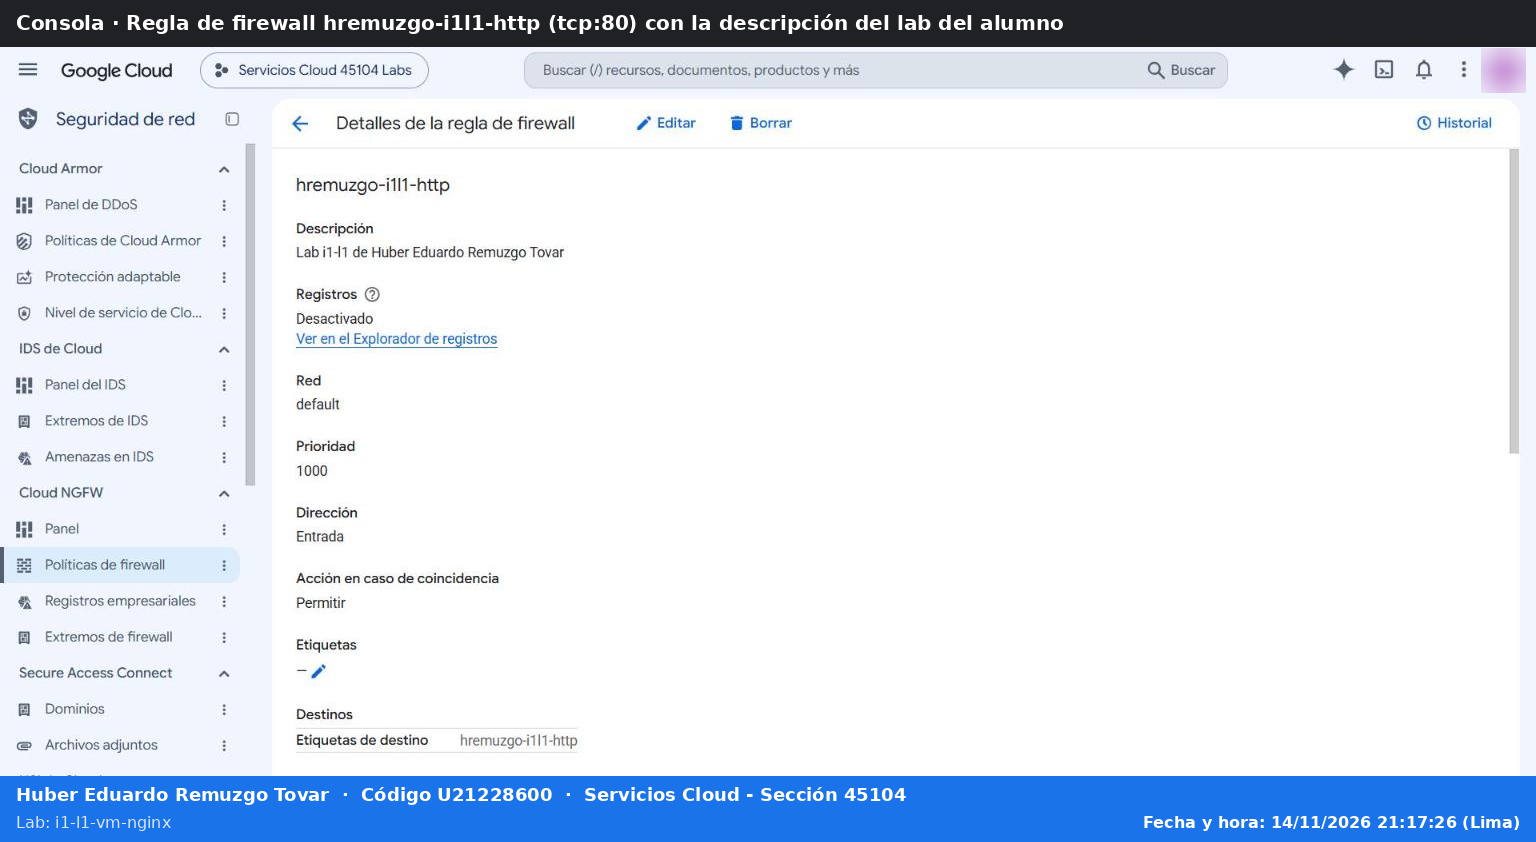 Consola · Regla de firewall hremuzgo-i1l1-http (tcp:80) con la descripción del lab del alumno
Google Cloud
Servicios Cloud 45104 Labs
Buscar (/) recursos, documentos, productos y más
Buscar
Seguridad de red
Detalles de la regla de firewall
Editar
Borrar
Historial
Cloud Armor
Panel de DDoS
Políticas de Cloud Armor
Protección adaptable
Nivel de servicio de Clo...
IDS de Cloud
Panel del IDS
Extremos de IDS
Amenazas en IDS
Cloud NGFW
Panel
Políticas de firewall
Registros empresariales
Extremos de firewall
Secure Access Connect
Dominios
Archivos adjuntos
hremuzgo-i1l1-http
Descripción
Lab i1-l1 de Huber Eduardo Remuzgo Tovar
Registros
Desactivado
Ver en el Explorador de registros
Red
default
Prioridad
1000
Dirección
Entrada
Acción en caso de coincidencia
Permitir
Etiquetas
—
Destinos
Etiquetas de destino hremuzgo-i1l1-http
Huber Eduardo Remuzgo Tovar · Código U21228600 · Servicios Cloud - Sección 45104
Lab: i1-l1-vm-nginx
Fecha y hora: 14/11/2026 21:17:26 (Lima)